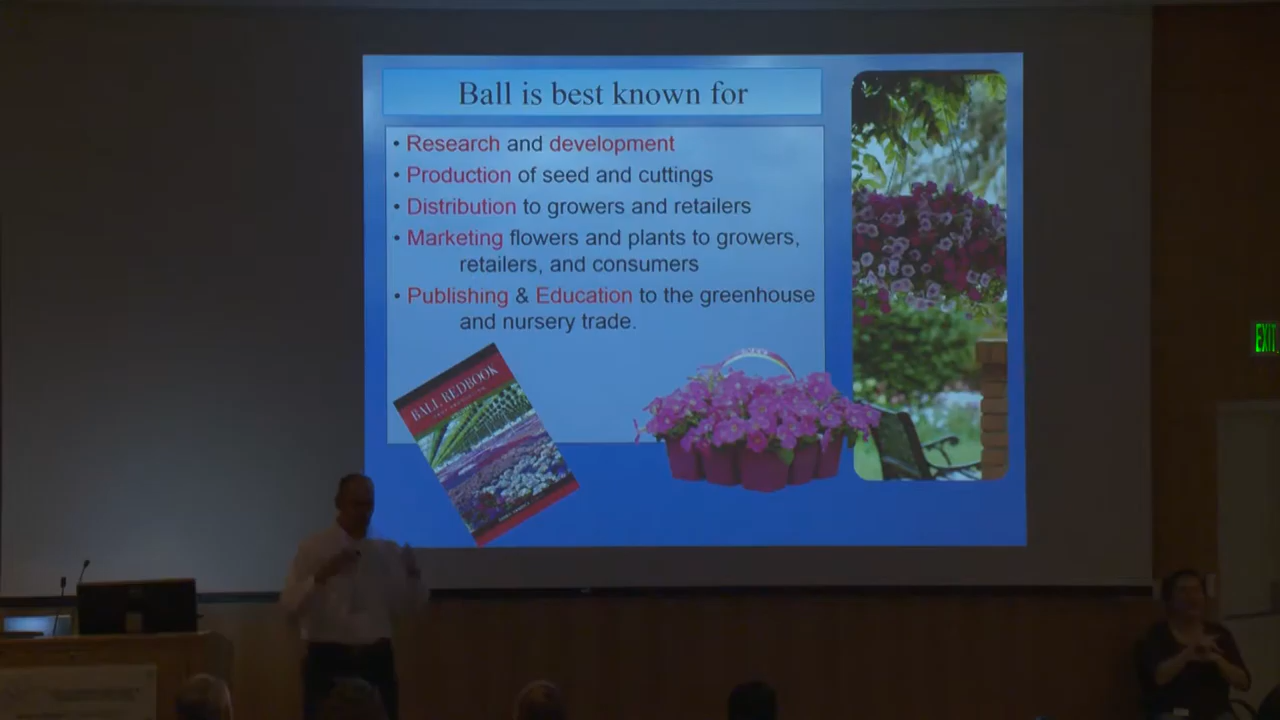 Ball is best known for
• Research and development
• Production of seed and cuttings
• Distribution to growers and retailers
• Marketing flowers and plants to growers,
retailers, and consumers
• Publishing & Education to the greenhouse
and nursery trade.
BALL REDBOOK
EXIT